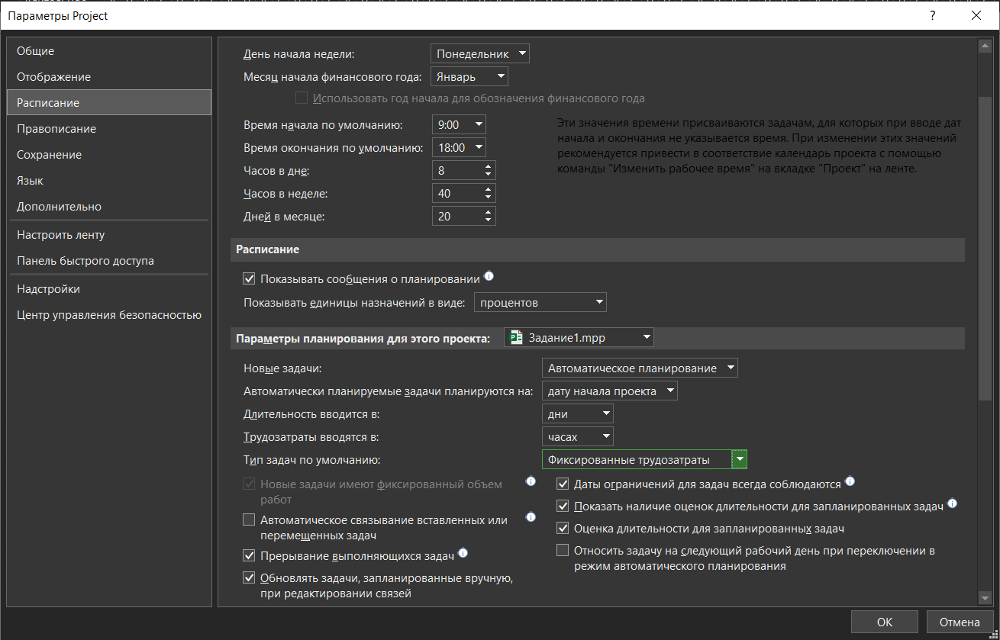 Параметры Project
?
Общие
Отображение
Расписание
Правописание
Сохранение
Язык
Дополнительно
Настроить ленту
Панель быстрого доступа
Надстройки
Центр управления безопасностью
День начала недели: Понедельник
Месяц начала финансового года: Январь
Использовать год начала для обозначения финансового года
Время начала по умолчанию: 9:00
Время окончания по умолчанию: 18:00
Часов в дне: 8
Часов в неделе: 40
Дней в месяце: 20
Эти значения времени присваиваются задачам, для которых при вводе дат
начала и окончания не указывается время. При изменении этих значений
рекомендуется привести в соответствие календарь проекта с помощью
команды "Изменить рабочее время" на вкладке "Проект" на ленте.
Расписание
Показывать сообщения о планировании
Показывать единицы назначений в виде: процентов
Параметры планирования для этого проекта: Задание1.mpp
Новые задачи: Автоматическое планирование
Автоматически планируемые задачи планируются на: дату начала проекта
Длительность вводится в: дни
Трудозатраты вводятся в: часах
Тип задач по умолчанию: Фиксированные трудозатраты
Новые задачи имеют фиксированный объем
работ
Автоматическое связывание вставленных или
перемещенных задач
Прерывание выполняющихся задач
Обновлять задачи, запланированные вручную,
при редактировании связей
Даты ограничений для задач всегда соблюдаются
Показать наличие оценок длительности для запланированных задач
Оценка длительности для запланированных задач
Относить задачу на следующий рабочий день при переключении в
режим автоматического планирования
ОК
Отмена